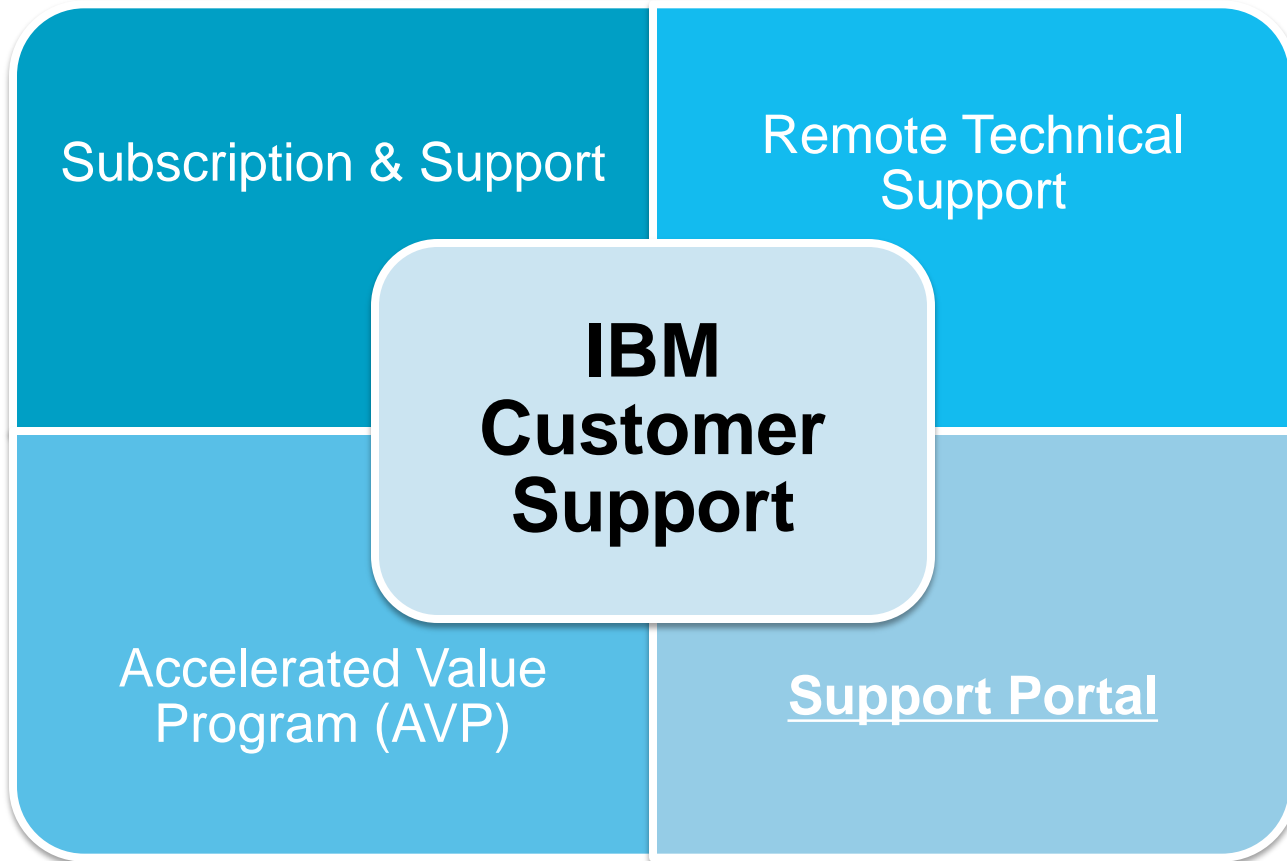 Subscription & Support
Remote Technical
Support
IBM
Customer
Support
Accelerated Value
Program (AVP)
Support Portal